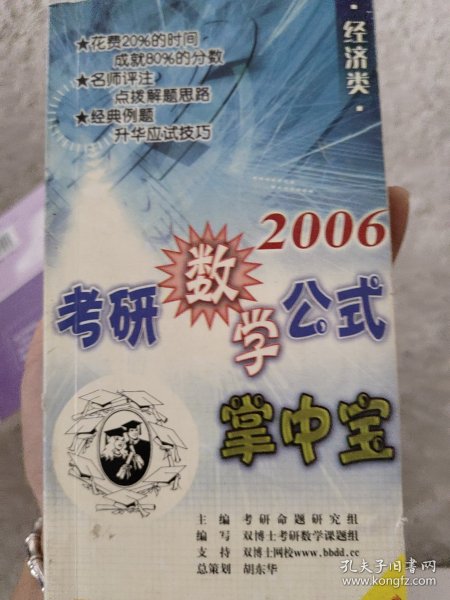 ·经济类·
★花费20%的时间
成就80%的分数
★名师评注
点拨解题思路
★经典例题
升华应试技巧
2006
考研数学公式
掌中宝
主编 考研命题研究组
编写 双博士考研数学课题组
支持 双博士网校www.bbdd.cc
总策划 胡东华
孔夫子旧书网
www.kongfz.com